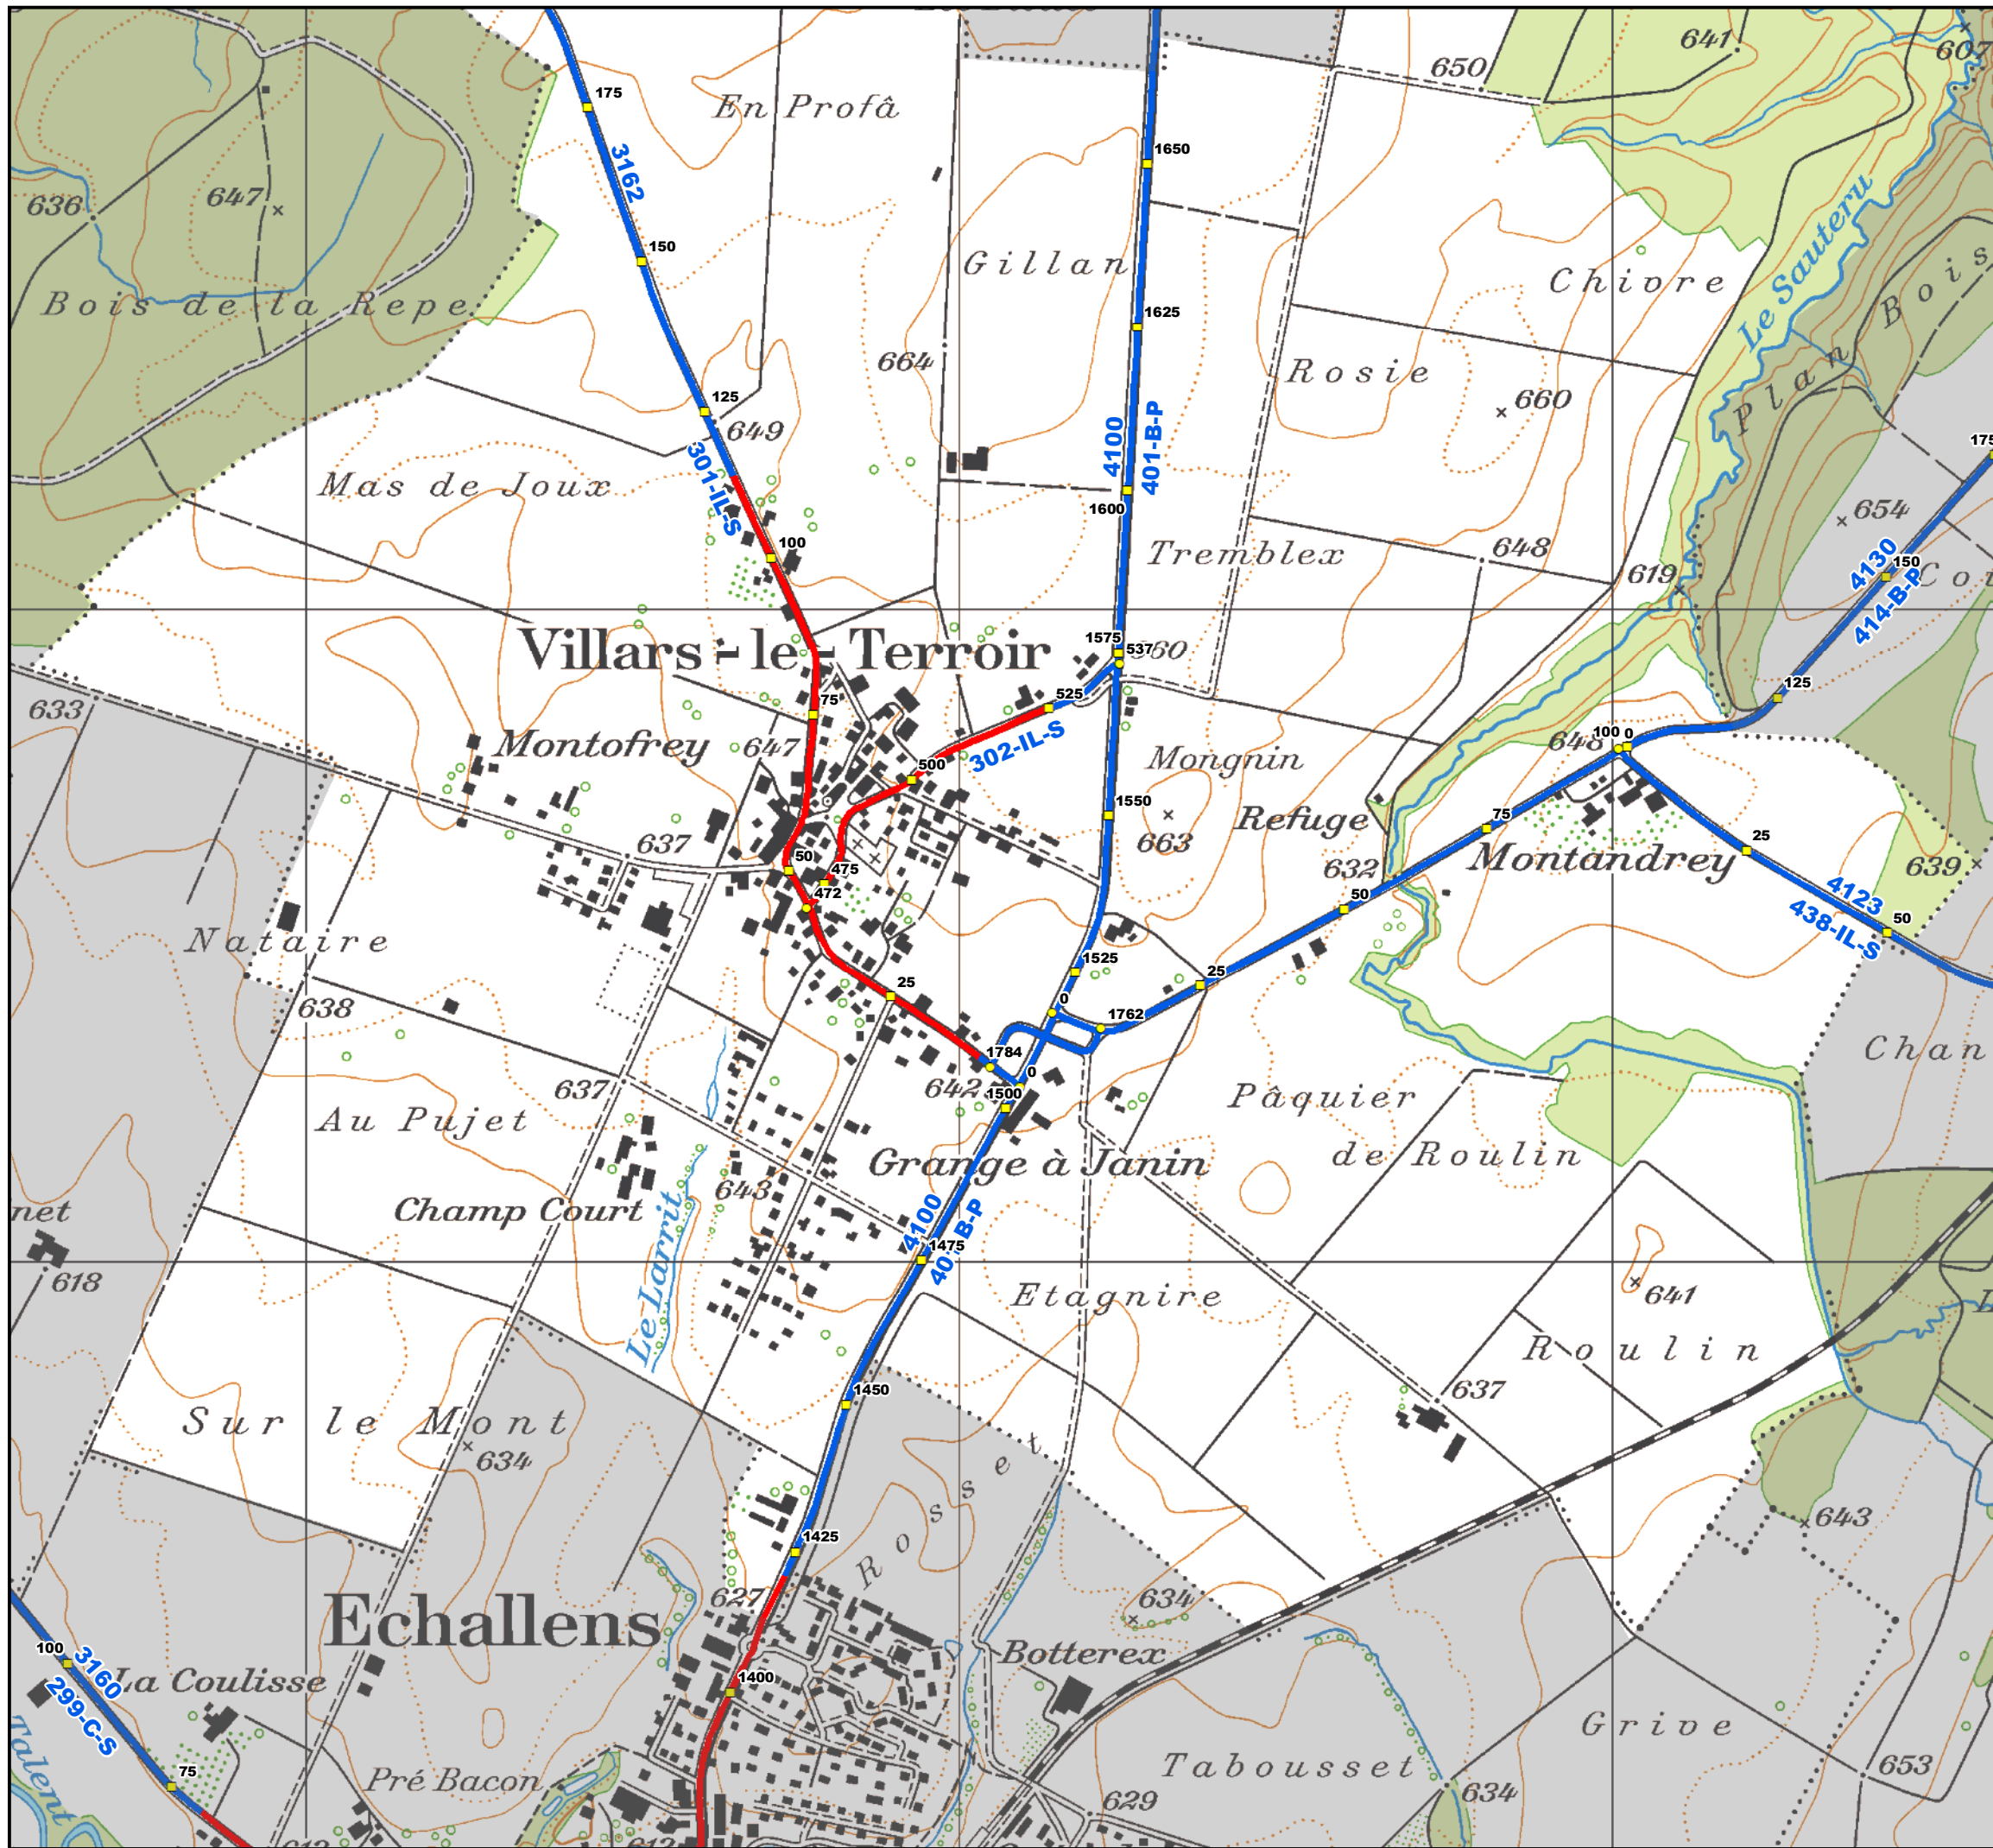 641
607
650
175
En Profâ
1650
3162
647
636
150
Le Sauteru
Gillan
Chivre
Bois
Bois de la Repe
1625
664
Rosie
Plan
660
125
649
4100
401-B-P
175
301-IL-S
Mas de Joux
1600
654
100
Tremblex
648
4130
150
619
414-B-P
Villars-le-Terroir
1575
537
660
125
75
525
633
Montofrey
647
302-IL-S
Mongnin
648
100
0
500
1550
Refuge
75
25
663
637
50
475
632
Montandrey
639
472
50
4123
50
438-IL-S
Nataire
1525
25
25
638
0
1762
Chan
1784
0
637
642
1500
Pâquier
de Roulin
Au Pujet
Grange à Janin
643
Champ Court
4100
net
1475
618
Le Larrit
Etagnire
641
Roulin
637
1450
Sur le Mont
634
Rosset
643
1425
627
634
Echallens
Botterex
100
3160
La Coulisse
1400
299-C-S
Grive
Talent
75
Pré Bacon
Tabousset
653
634
629